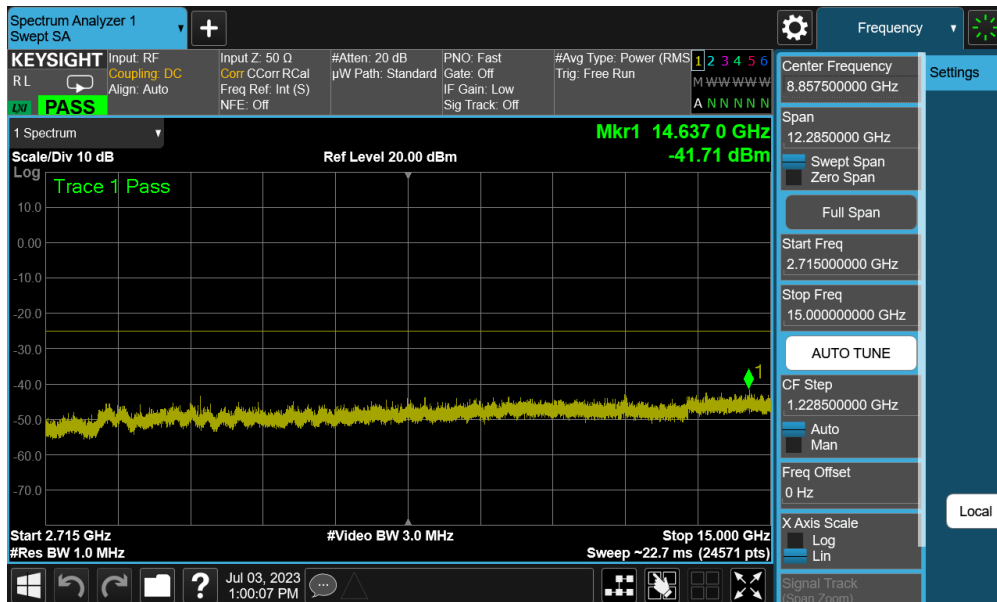 Spectrum Analyzer 1
Swept SA
Frequency
KEYSIGHT
R L
LXI
PASS
Input: RF
Coupling: DC
Align: Auto
Input Z: 50 Ω
Corr CCorr RCal
Freq Ref: Int (S)
NFE: Off
#Atten: 20 dB
µW Path: Standard
PNO: Fast
Gate: Off
IF Gain: Low
Sig Track: Off
#Avg Type: Power (RMS
Trig: Free Run
1 2 3 4 5 6
M W W W W W
A N N N N N
1 Spectrum
Scale/Div 10 dB
Ref Level 20.00 dBm
Mkr1 14.637 0 GHz
-41.71 dBm
Log
Trace 1 Pass
10.0
0.00
-10.0
-20.0
-30.0
-40.0
-50.0
-60.0
-70.0
1
Start 2.715 GHz
#Res BW 1.0 MHz
#Video BW 3.0 MHz
Stop 15.000 GHz
Sweep ~22.7 ms (24571 pts)
Jul 03, 2023
1:00:07 PM
Center Frequency
8.857500000 GHz
Span
12.2850000 GHz
Swept Span
Zero Span
Full Span
Start Freq
2.715000000 GHz
Stop Freq
15.000000000 GHz
AUTO TUNE
CF Step
1.228500000 GHz
Auto
Man
Freq Offset
0 Hz
X Axis Scale
Log
Lin
Signal Track
(Span Zoom)
Settings
Local